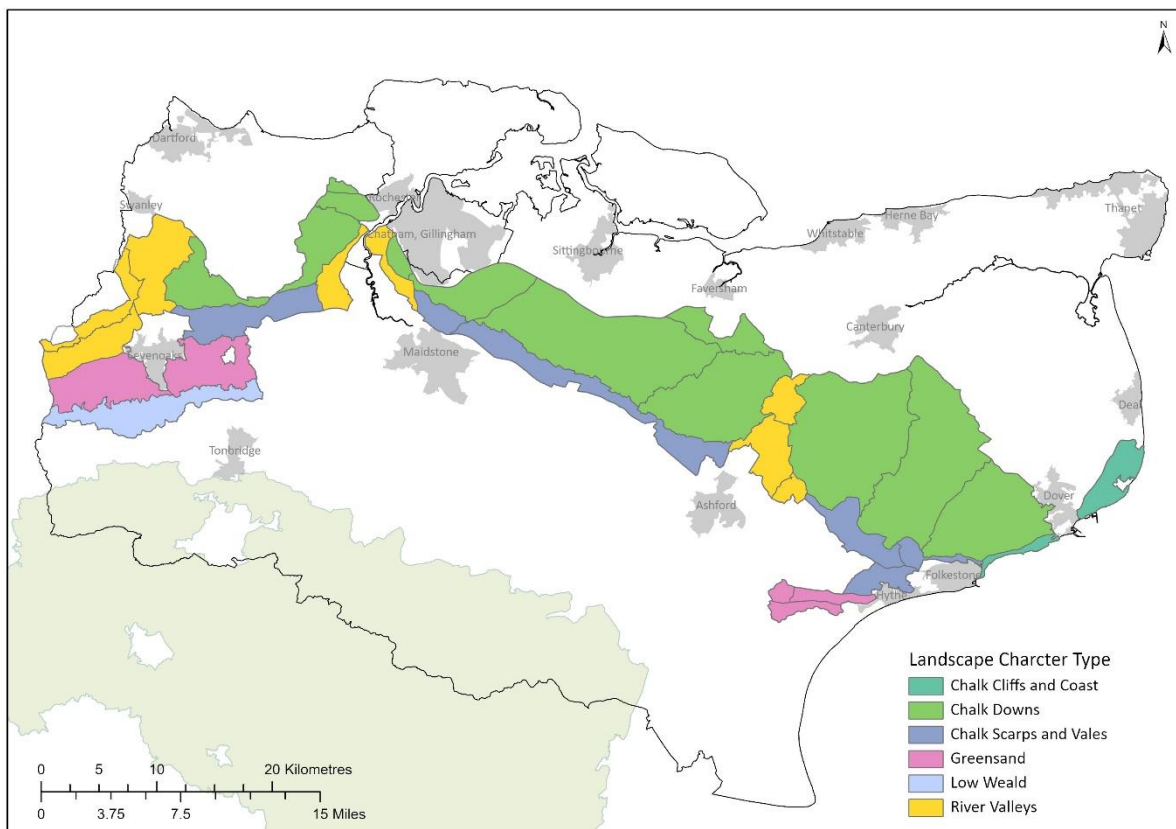 N
Dartford
Swanley
Rochester
Chatham, Gillingham
Sittingbourne
Whitstable
Herne Bay
Thanet
Faversham
Canterbury
Sevenoaks
Maidstone
Deal
Tonbridge
Ashford
Dover
Folkestone
Hythe
Landscape Charcter Type
Chalk Cliffs and Coast
Chalk Downs
Chalk Scarps and Vales
Greensand
Low Weald
River Valleys
0 5 10 20 Kilometres
0 3.75 7.5 15 Miles